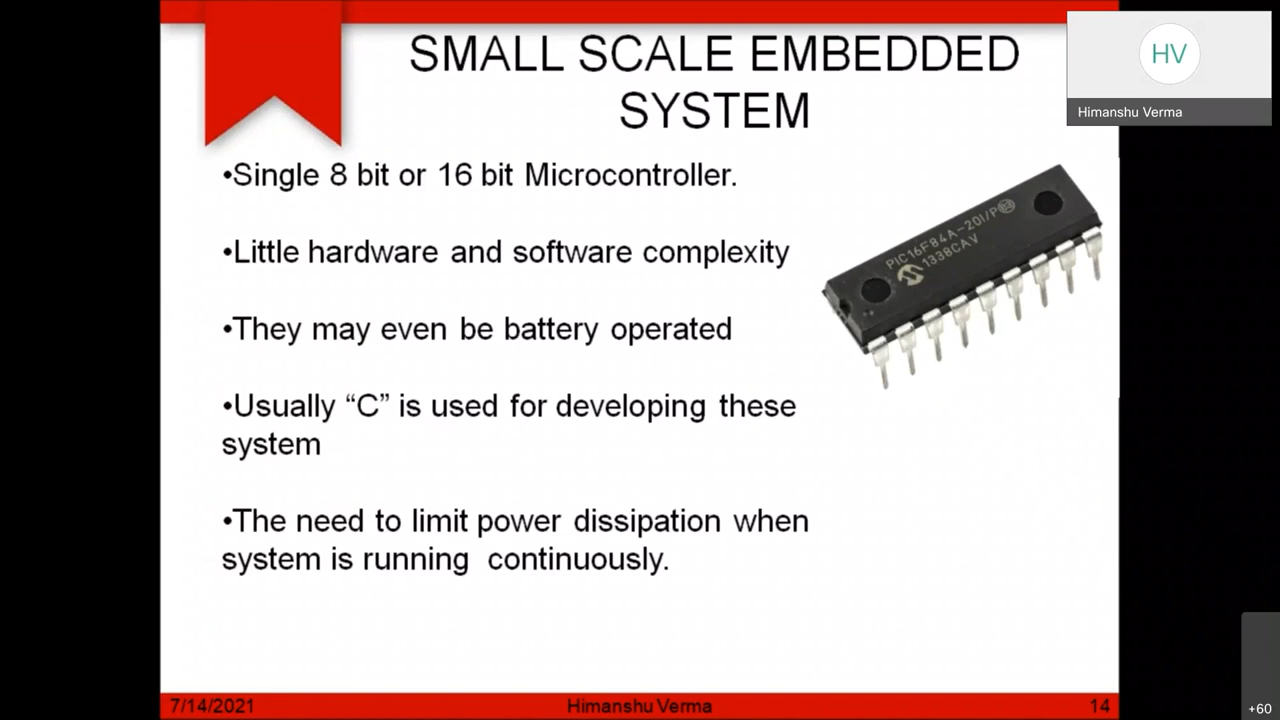 SMALL SCALE EMBEDDED
SYSTEM
HV
Himanshu Verma
•Single 8 bit or 16 bit Microcontroller.
•Little hardware and software complexity
•They may even be battery operated
•Usually “C” is used for developing these
system
•The need to limit power dissipation when
system is running continuously.
PIC16F84A-20I/P
1338CAV
7/14/2021
Himanshu Verma
14
+60